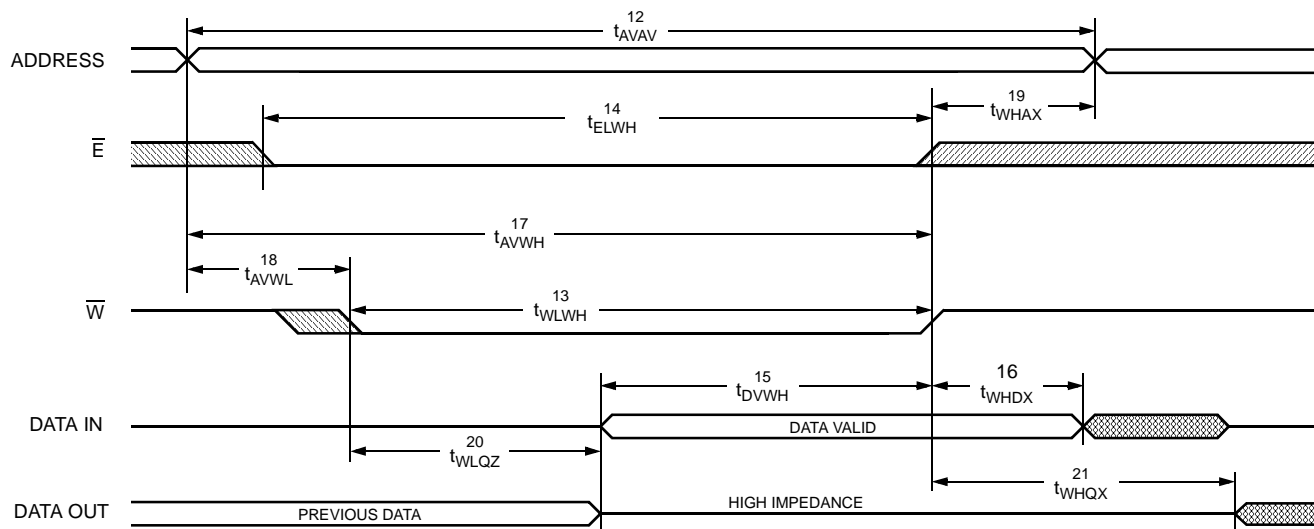 12
tAVAV
ADDRESS
14
tELWH
19
tWHAX
E
17
tAVWH
18
tAVWL
W
13
tWLWH
15
tDVWH
16
tWHDX
DATA IN
DATA VALID
20
tWLQZ
21
tWHQX
DATA OUT
PREVIOUS DATA
HIGH IMPEDANCE